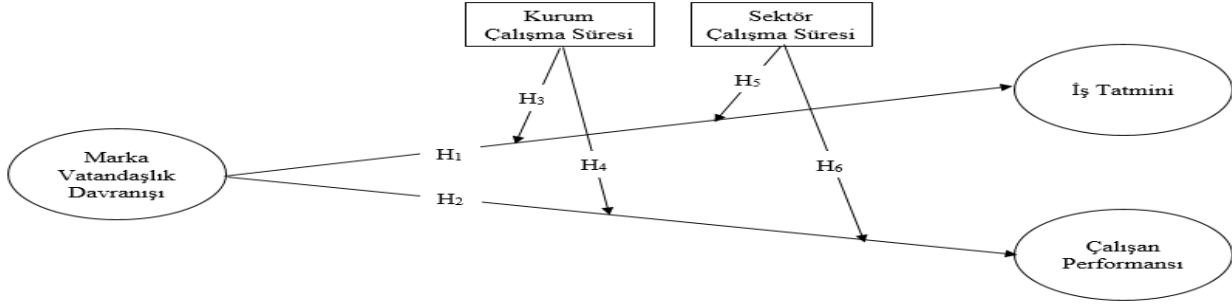 Kurum
Çalışma Süresi
Sektör
Çalışma Süresi
H₃
H₅
İş Tatmini
H₁
Marka
Vatandaşlık
Davranışı
H₄
H₆
H₂
Çalışan
Performansı